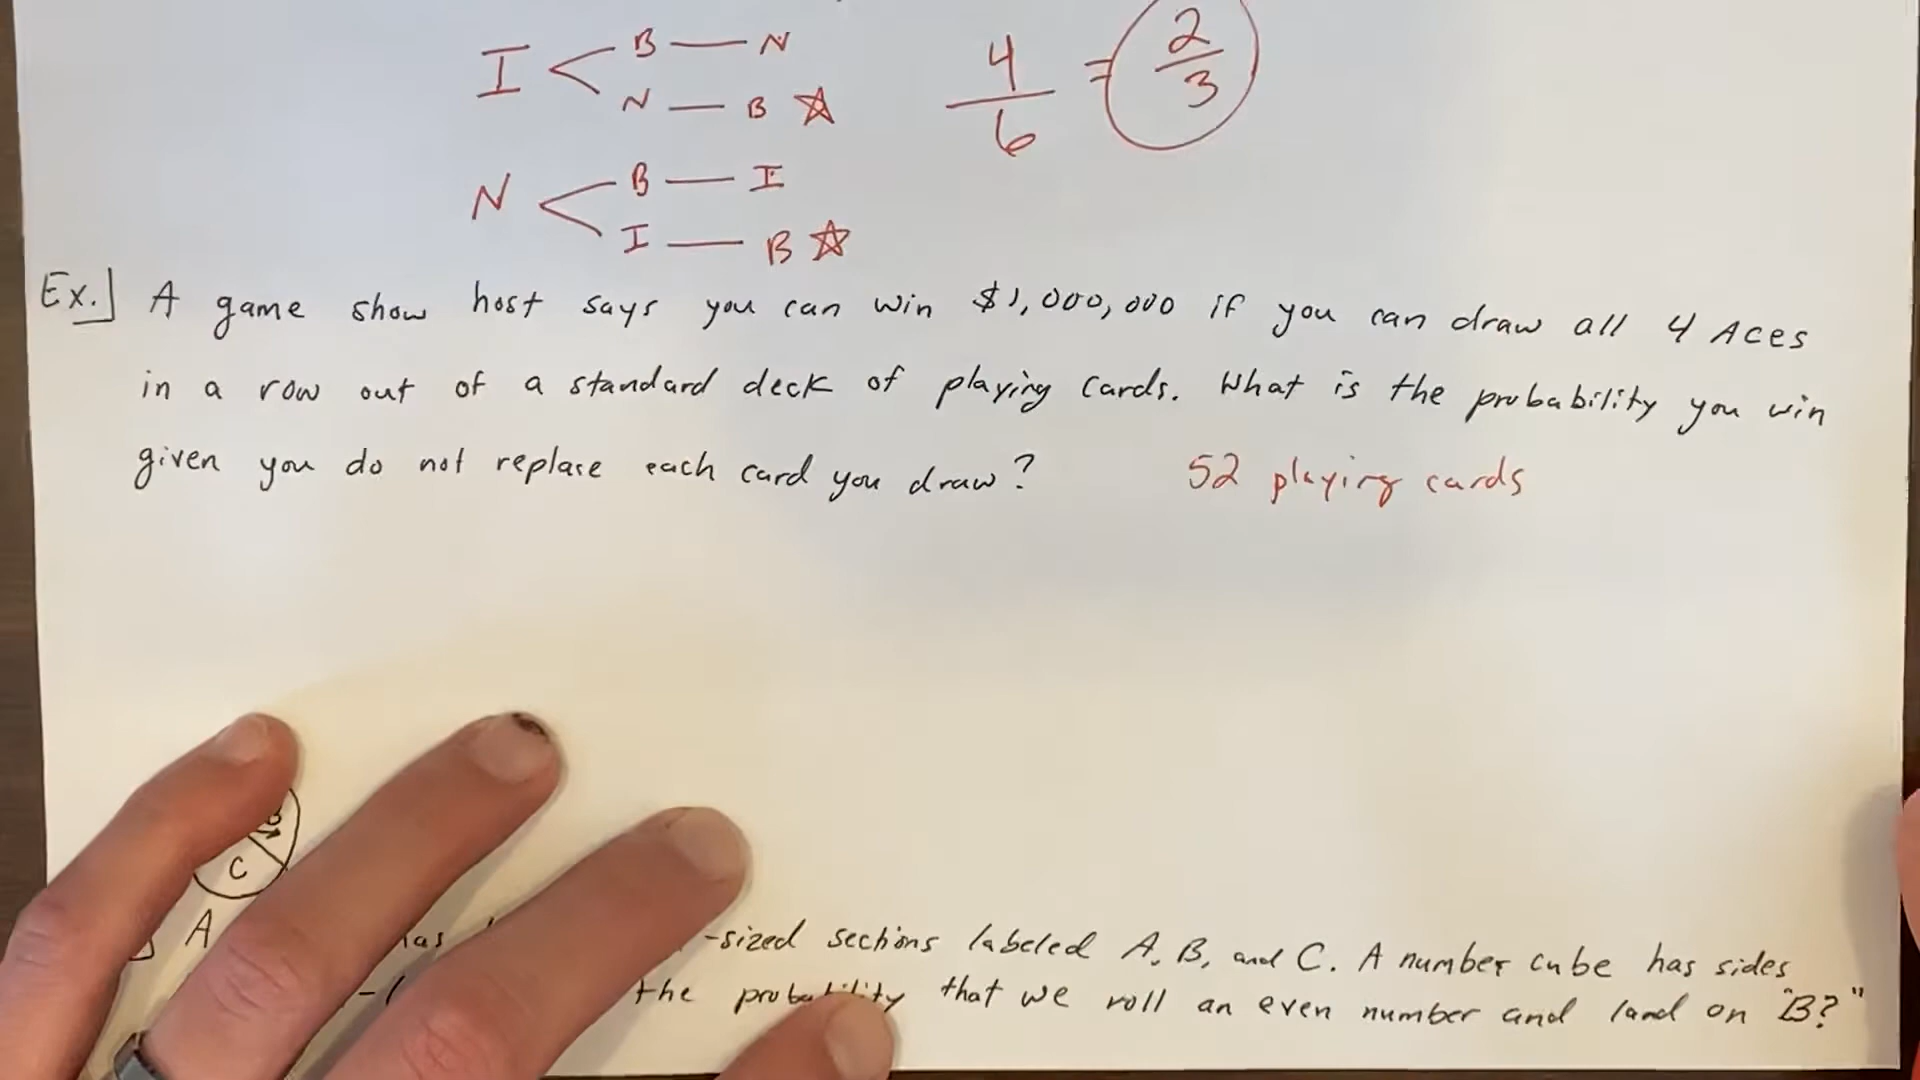 I < B — N
N — B ☆
4/6 = 2/3
N < B — I
I — B ☆
Ex.] A game show host says you can win $1,000,000 if you can draw all 4 Aces
in a row out of a standard deck of playing cards. What is the probability you win
given you do not replace each card you draw?
52 playing cards
C
A
-sized sections labeled A, B, and C. A number cube has sides
the probability that we roll an even number and land on "B?"